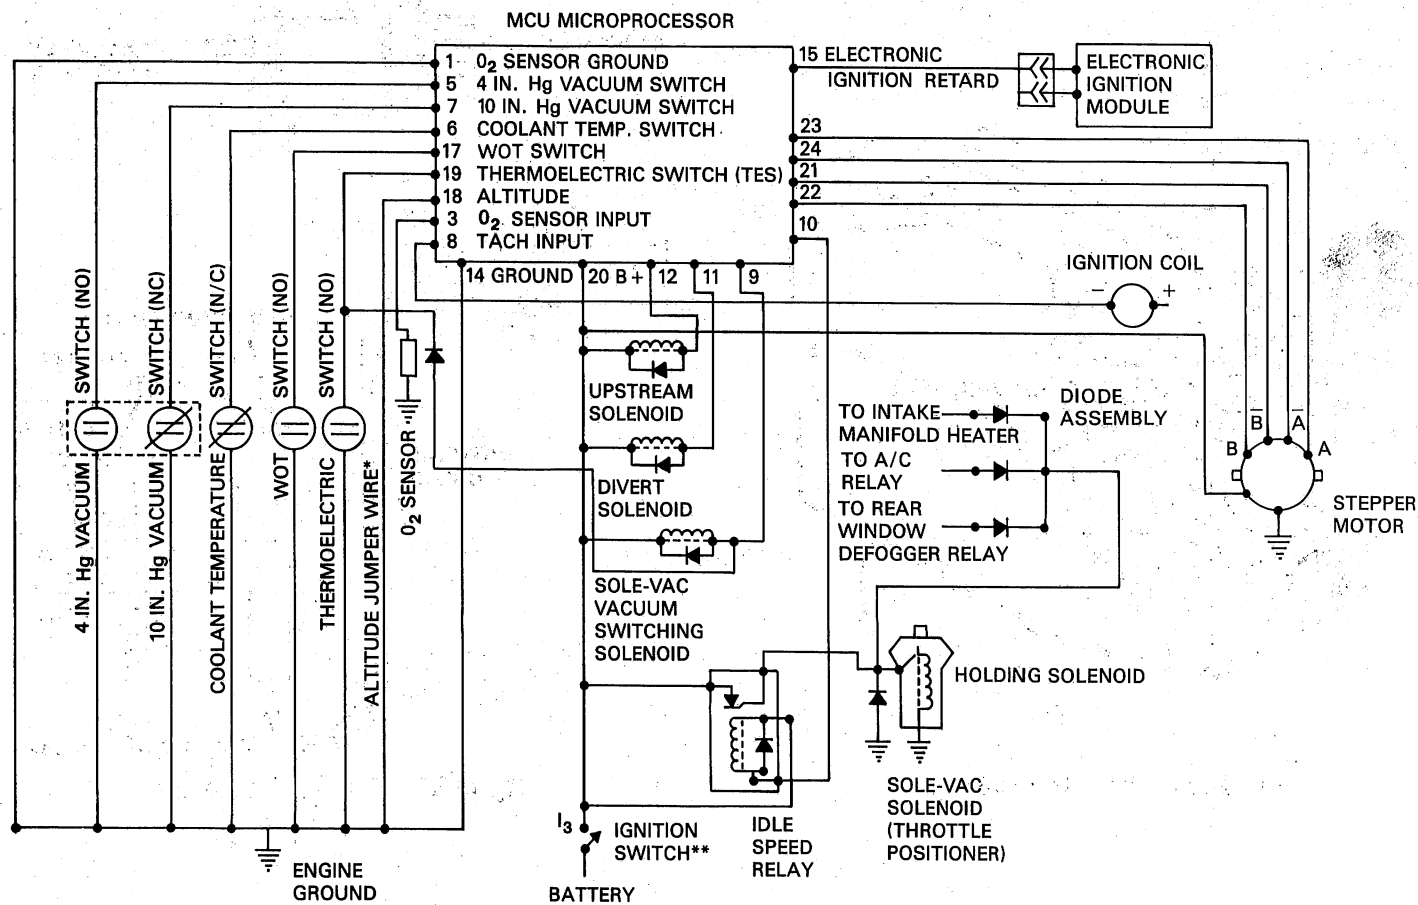 MCU MICROPROCESSOR
1 O2 SENSOR GROUND
5 4 IN. Hg VACUUM SWITCH
7 10 IN. Hg VACUUM SWITCH
6 COOLANT TEMP. SWITCH
17 WOT SWITCH
19 THERMOELECTRIC SWITCH (TES)
18 ALTITUDE
3 O2 SENSOR INPUT
8 TACH INPUT
14 GROUND
20 B+
12
11
9
15 ELECTRONIC
IGNITION RETARD
ELECTRONIC
IGNITION
MODULE
23
24
21
22
10
IGNITION COIL
− +
4 IN. Hg VACUUM SWITCH (NO)
10 IN. Hg VACUUM SWITCH (NC)
COOLANT TEMPERATURE SWITCH (N/C)
WOT SWITCH (NO)
THERMOELECTRIC SWITCH (NO)
ALTITUDE JUMPER WIRE*
O2 SENSOR
UPSTREAM
SOLENOID
DIVERT
SOLENOID
SOLE-VAC
VACUUM
SWITCHING
SOLENOID
TO INTAKE
MANIFOLD HEATER
TO A/C
RELAY
TO REAR
WINDOW
DEFOGGER RELAY
DIODE
ASSEMBLY
B
B̅
A̅
A
STEPPER
MOTOR
HOLDING SOLENOID
SOLE-VAC
SOLENOID
(THROTTLE
POSITIONER)
IDLE
SPEED
RELAY
I3
IGNITION
SWITCH**
BATTERY
ENGINE
GROUND